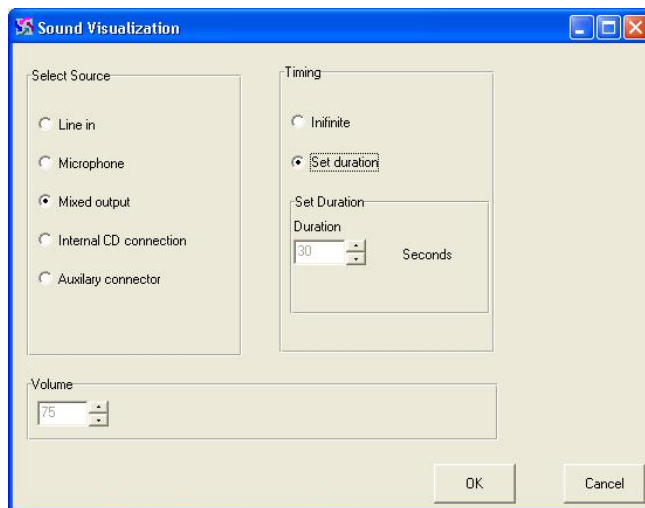 Sound Visualization
Select Source
Line in
Microphone
Mixed output
Internal CD connection
Auxilary connector
Timing
Inifinite
Set duration
Set Duration
Duration
30
Seconds
Volume
75
OK
Cancel